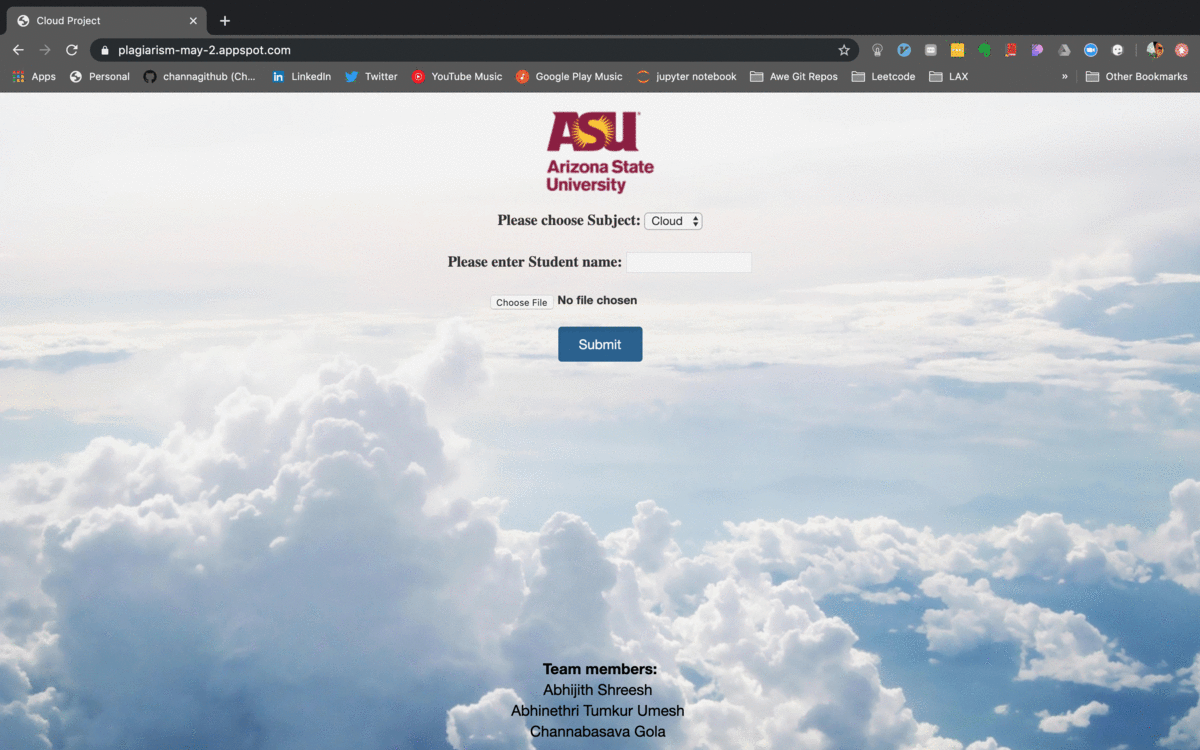 Cloud Project
plagiarism-may-2.appspot.com
Apps Personal channagithub (Ch... LinkedIn Twitter YouTube Music Google Play Music jupyter notebook Awe Git Repos Leetcode LAX » Other Bookmarks
ASU
Arizona State
University
Please choose Subject: Cloud
Please enter Student name:
Choose File No file chosen
Submit
Team members:
Abhijith Shreesh
Abhinethri Tumkur Umesh
Channabasava Gola